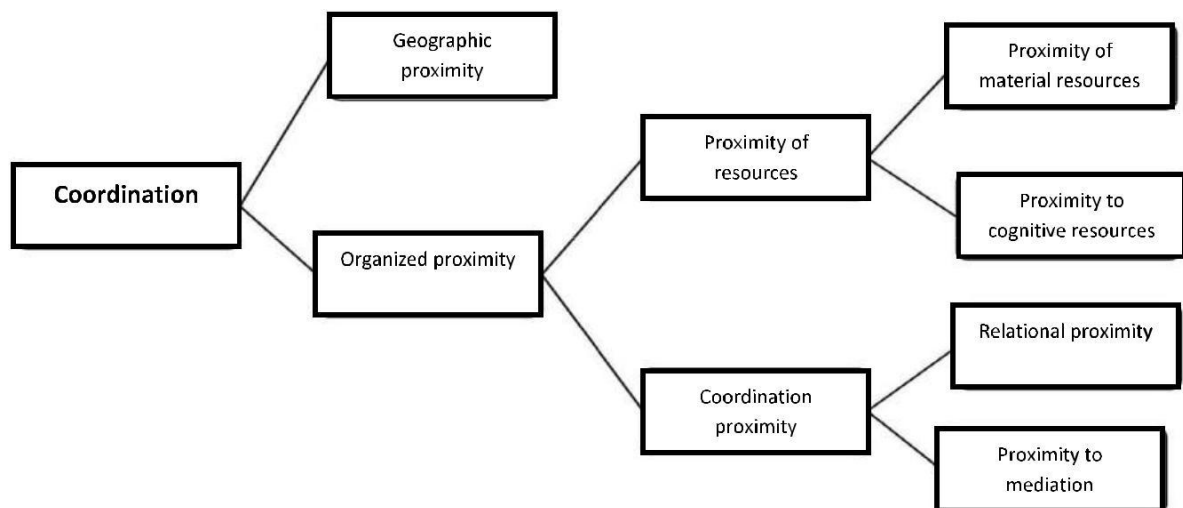 Geographic
proximity
Proximity of
material resources
Proximity of
resources
Coordination
Proximity to
cognitive resources
Organized proximity
Relational proximity
Coordination
proximity
Proximity to
mediation